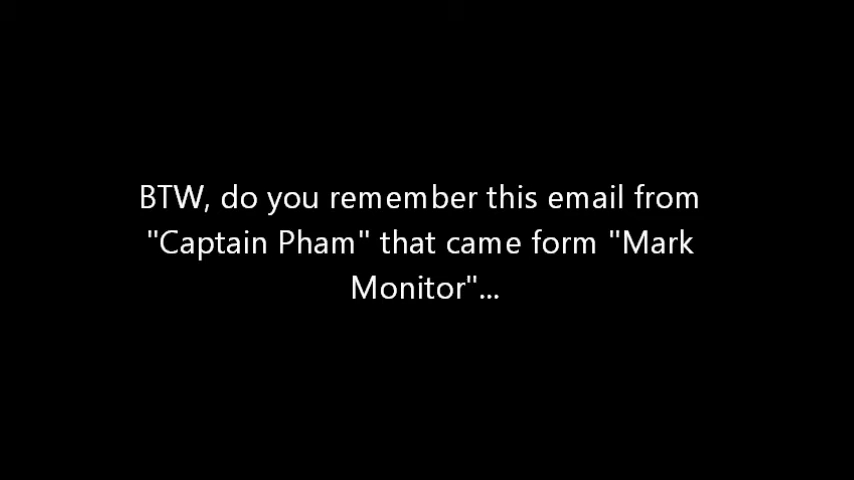 BTW, do you remember this email from
"Captain Pham" that came form "Mark
Monitor"...